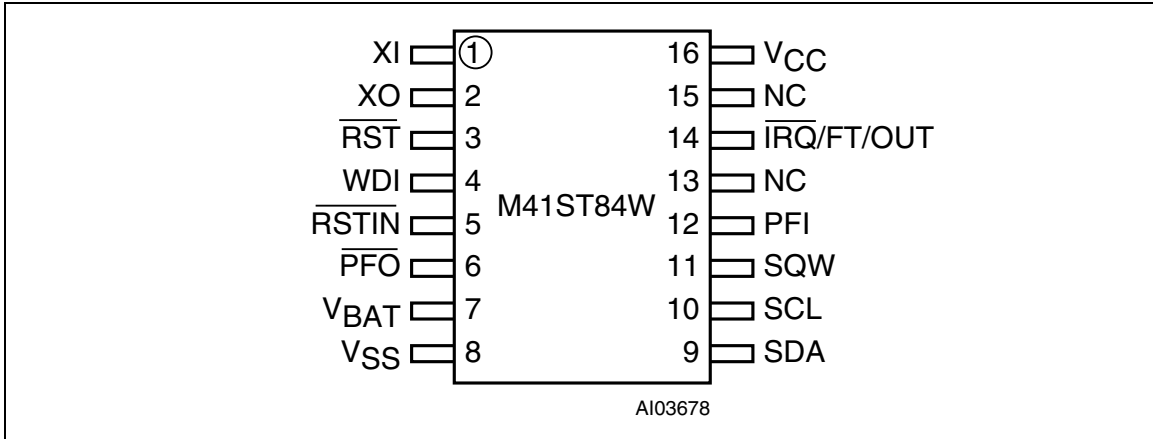 XI 1 16 VCC
XO 2 15 NC
RST 3 14 IRQ/FT/OUT
WDI 4 13 NC
M41ST84W
RSTIN 5 12 PFI
PFO 6 11 SQW
VBAT 7 10 SCL
VSS 8 9 SDA
AI03678